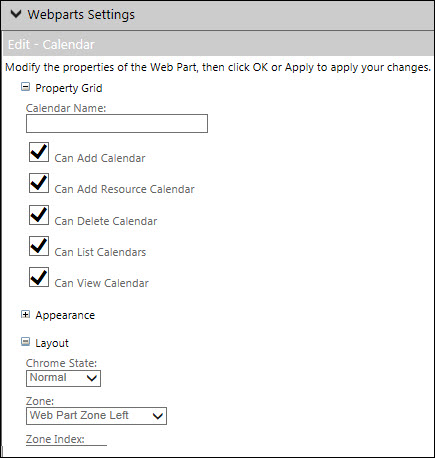 Webparts Settings
Edit - Calendar
Modify the properties of the Web Part, then click OK or Apply to apply your changes.
Property Grid
Calendar Name:
Can Add Calendar
Can Add Resource Calendar
Can Delete Calendar
Can List Calendars
Can View Calendar
Appearance
Layout
Chrome State:
Normal
Zone:
Web Part Zone Left
Zone Index: